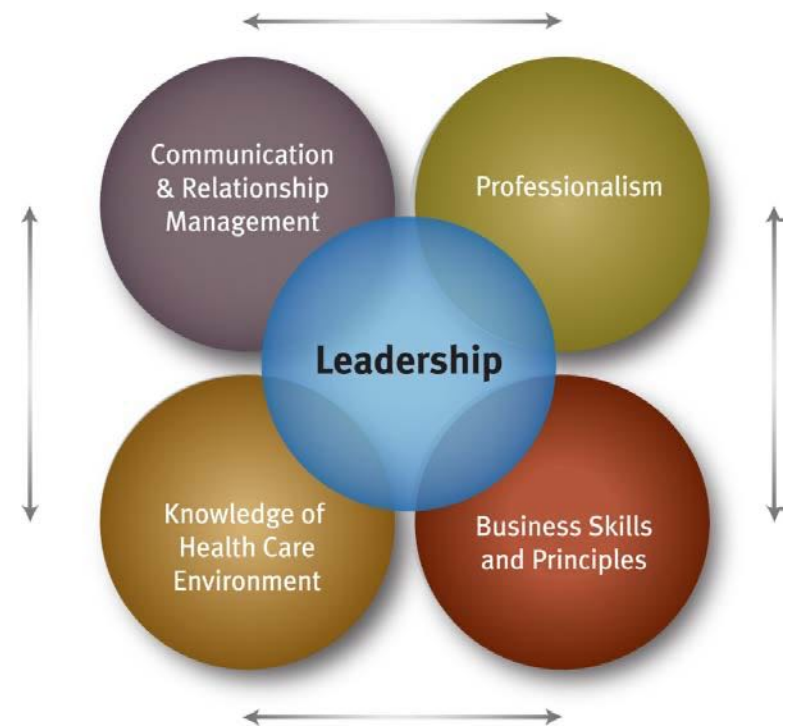 Communication
& Relationship
Management
Professionalism
Leadership
Knowledge of
Health Care
Environment
Business Skills
and Principles